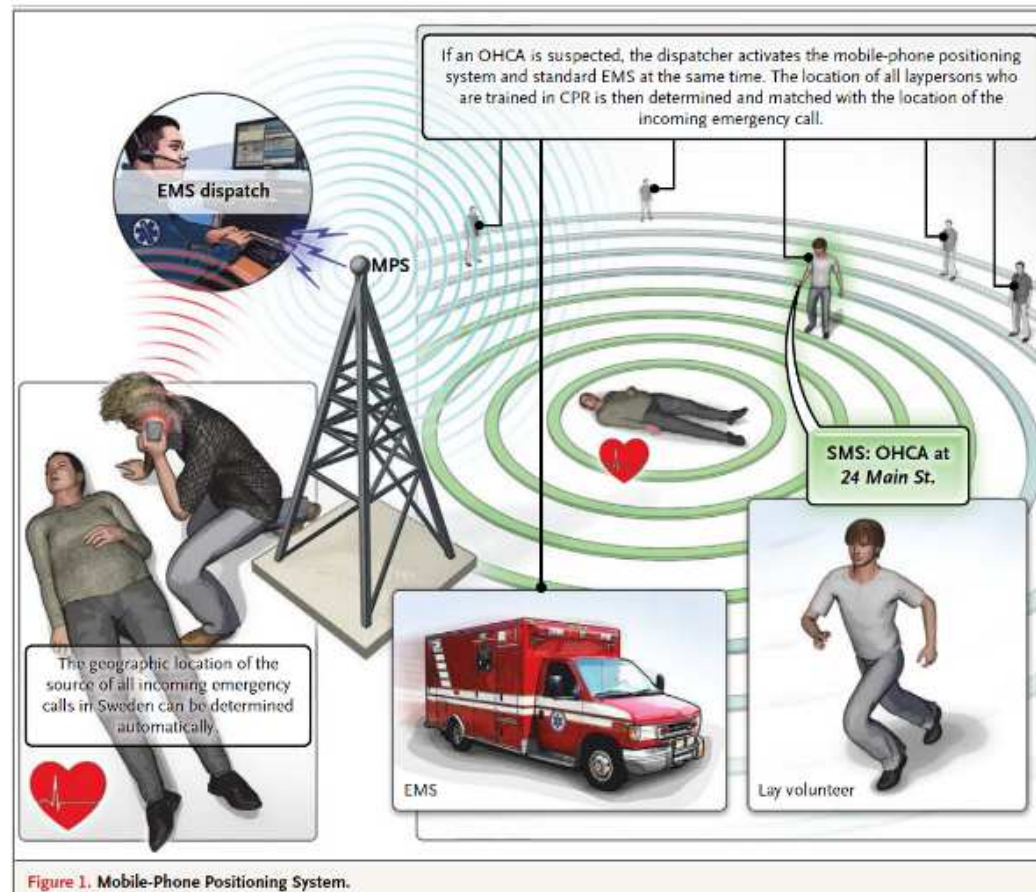 If an OHCA is suspected, the dispatcher activates the mobile-phone positioning
system and standard EMS at the same time. The location of all laypersons who
are trained in CPR is then determined and matched with the location of the
incoming emergency call.
EMS dispatch
MPS
SMS: OHCA at
24 Main St.
The geographic location of the
source of all incoming emergency
calls in Sweden can be determined
automatically.
EMS
Lay volunteer
Figure 1. Mobile-Phone Positioning System.